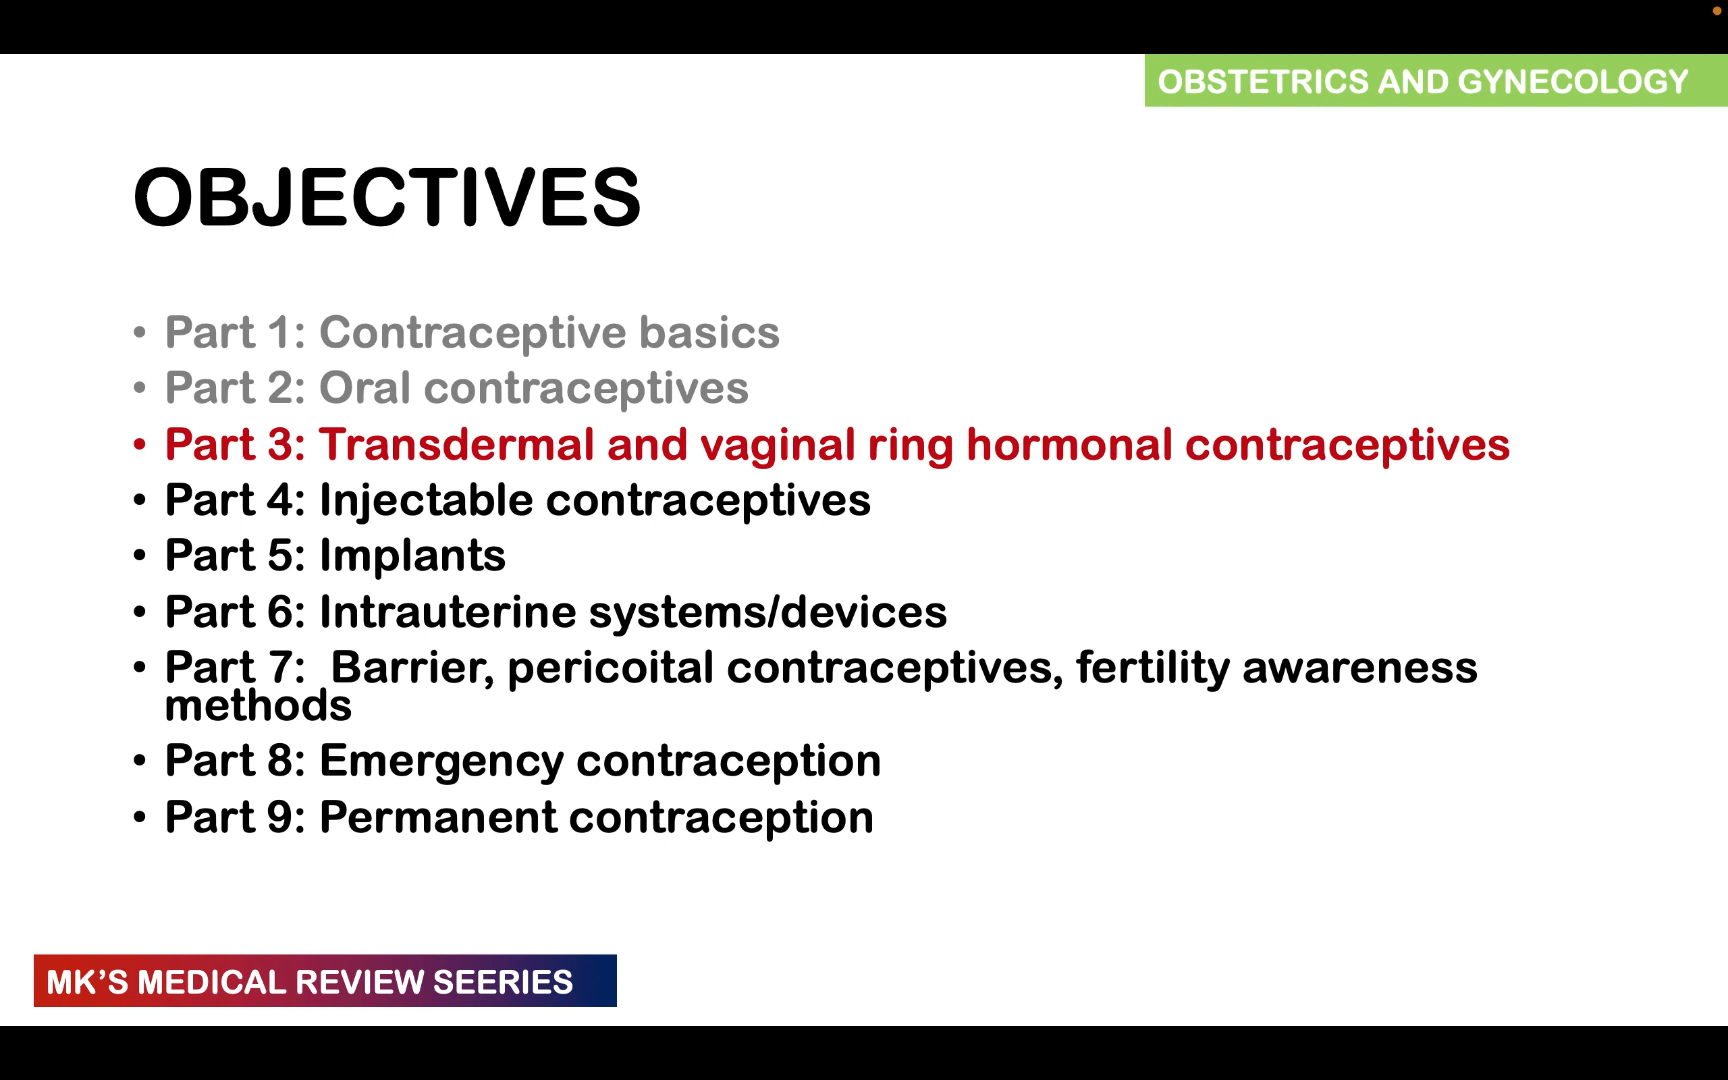 OBSTETRICS AND GYNECOLOGY
OBJECTIVES
• Part 1: Contraceptive basics
• Part 2: Oral contraceptives
• Part 3: Transdermal and vaginal ring hormonal contraceptives
• Part 4: Injectable contraceptives
• Part 5: Implants
• Part 6: Intrauterine systems/devices
• Part 7:  Barrier, pericoital contraceptives, fertility awareness
methods
• Part 8: Emergency contraception
• Part 9: Permanent contraception
MK’S MEDICAL REVIEW SEERIES